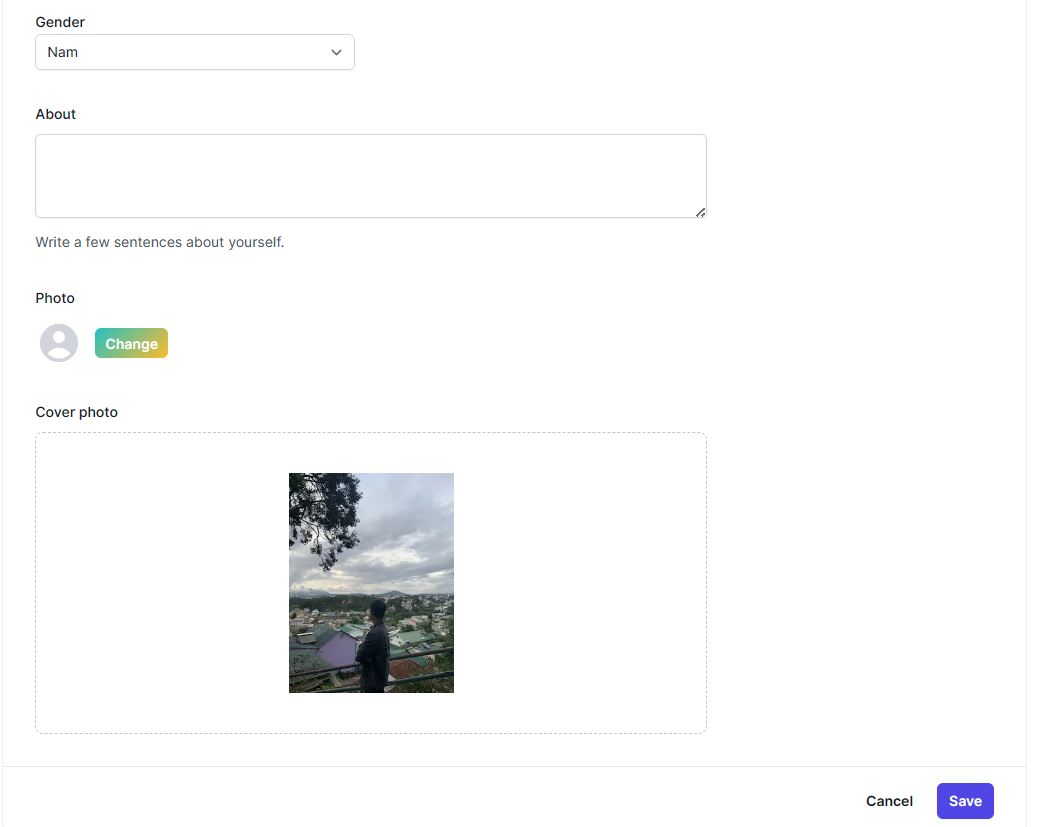 Gender
Nam
About
Write a few sentences about yourself.
Photo
Change
Cover photo
Cancel Save